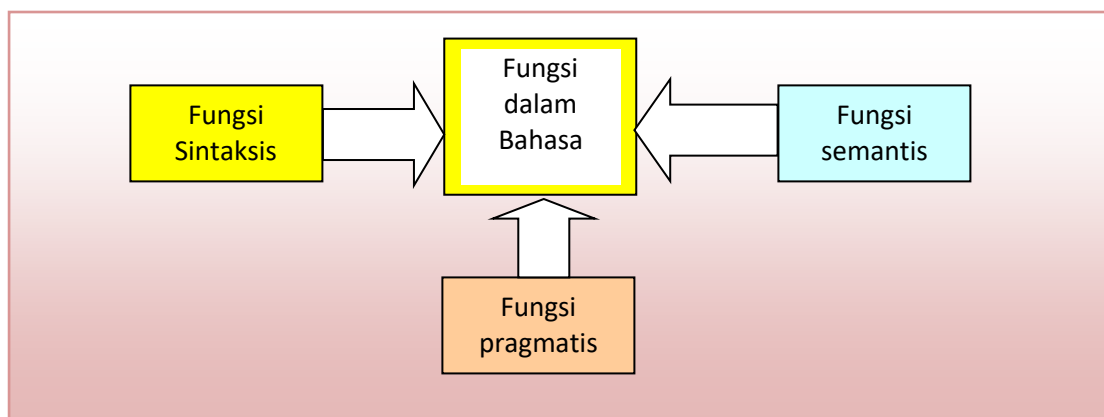 Fungsi
dalam
Bahasa
Fungsi
Sintaksis
Fungsi
semantis
Fungsi
pragmatis